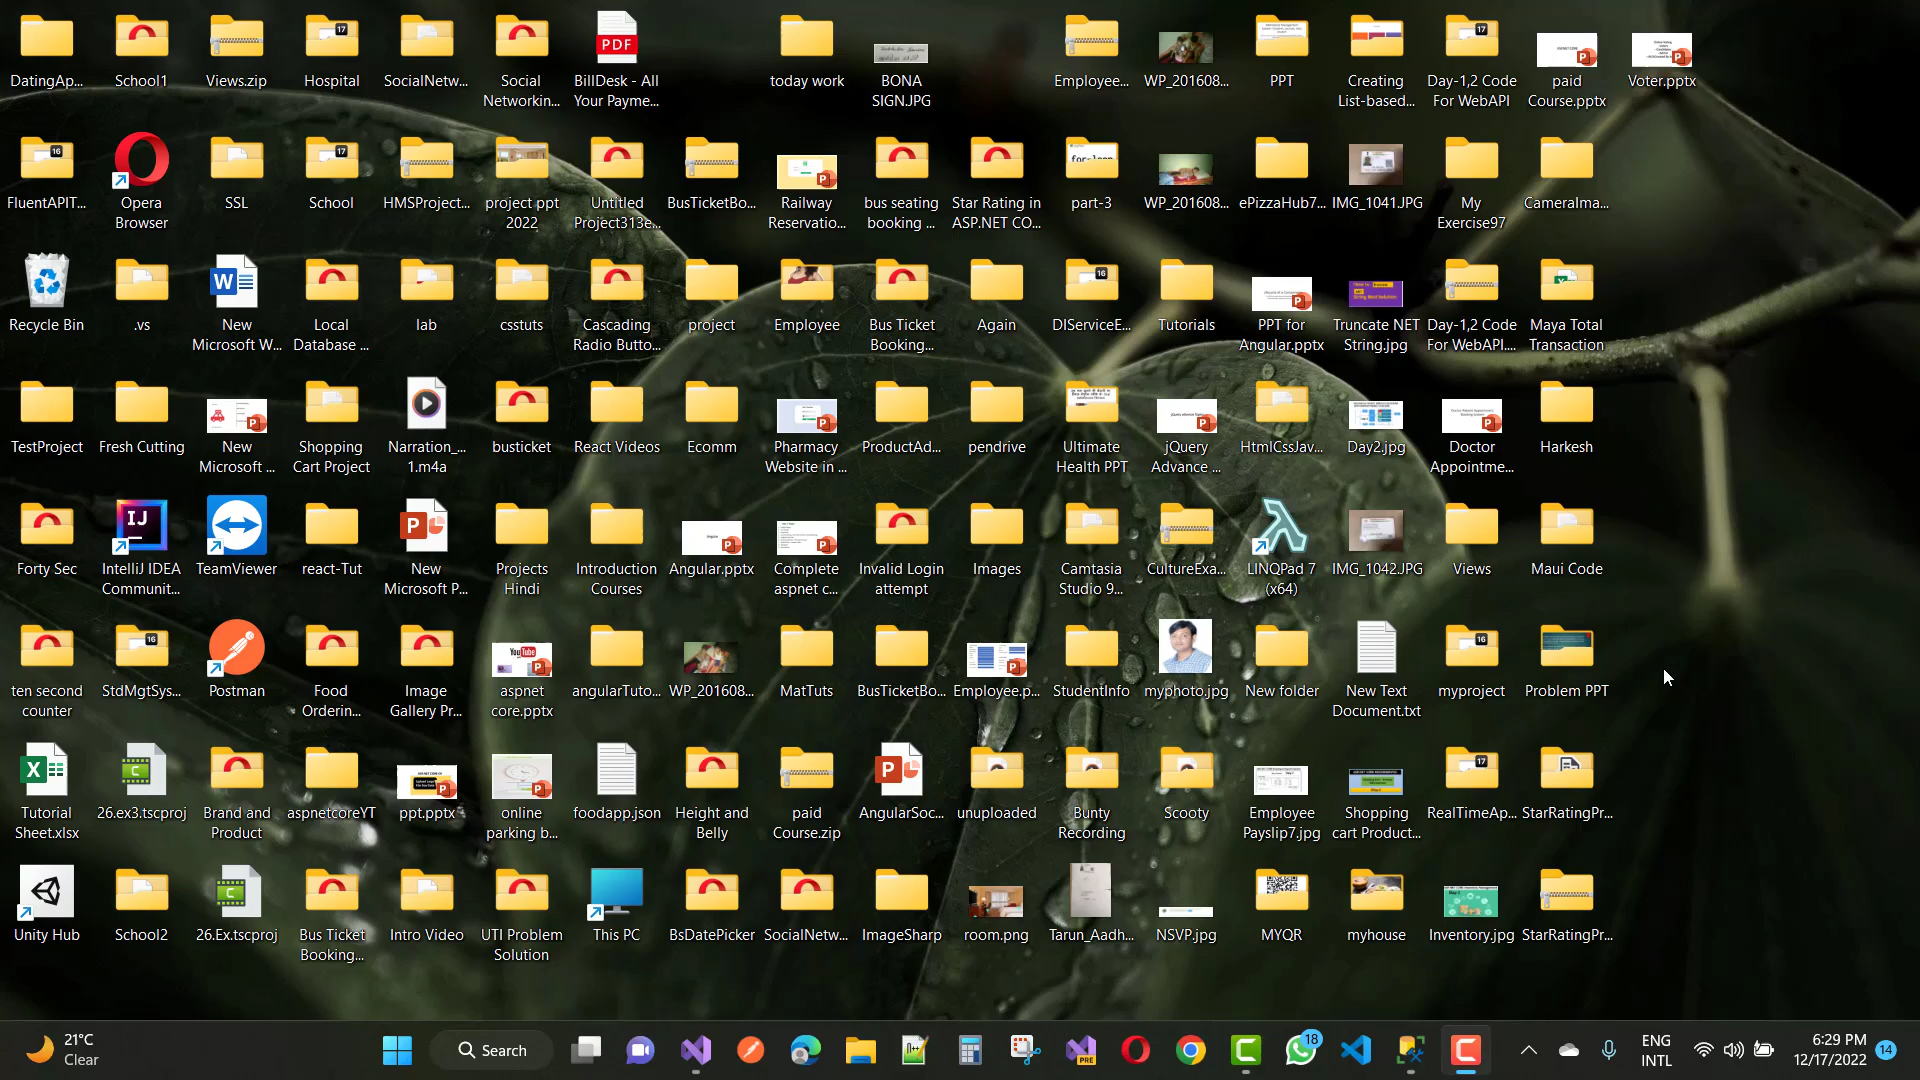 DatingAp...
School1
Views.zip
Hospital
SocialNetw...
Social
Networkin...
BillDesk - All
Your Payme...
today work
BONA
SIGN.JPG
Employee...
WP_201608...
PPT
Creating
List-based...
Day-1,2 Code
For WebAPI
paid
Course.pptx
Voter.pptx
FluentAPIT...
Opera
Browser
SSL
School
HMSProject...
project ppt
2022
Untitled
Project313e...
BusTicketBo...
Railway
Reservatio...
bus seating
booking ...
Star Rating in
ASP.NET CO...
part-3
WP_201608...
ePizzaHub7...
IMG_1041.JPG
My
Exercise97
CameraIma...
Recycle Bin
.vs
New
Microsoft W...
Local
Database ...
lab
csstuts
Cascading
Radio Butto...
project
Employee
Bus Ticket
Booking...
Again
DIServiceE...
Tutorials
PPT for
Angular.pptx
Truncate NET
String.jpg
Day-1,2 Code
For WebAPI....
Maya Total
Transaction
TestProject
Fresh Cutting
New
Microsoft ...
Shopping
Cart Project
Narration_...
1.m4a
busticket
React Videos
Ecomm
Pharmacy
Website in ...
ProductAd...
pendrive
Ultimate
Health PPT
jQuery
Advance ...
HtmlCssJav...
Day2.jpg
Doctor
Appointme...
Harkesh
Forty Sec
IntelliJ IDEA
Communit...
TeamViewer
react-Tut
New
Microsoft P...
Projects
Hindi
Introduction
Courses
Angular.pptx
Complete
aspnet c...
Invalid Login
attempt
Images
Camtasia
Studio 9...
CultureExa...
LINQPad 7
(x64)
IMG_1042.JPG
Views
Maui Code
ten second
counter
StdMgtSys...
Postman
Food
Orderin...
Image
Gallery Pr...
aspnet
core.pptx
angularTuto...
WP_201608...
MatTuts
BusTicketBo...
Employee.p...
StudentInfo
myphoto.jpg
New folder
New Text
Document.txt
myproject
Problem PPT
Tutorial
Sheet.xlsx
26.ex3.tscproj
Brand and
Product
aspnetcoreYT
ppt.pptx
online
parking b...
foodapp.json
Height and
Belly
paid
Course.zip
AngularSoc...
unuploaded
Bunty
Recording
Scooty
Employee
Payslip7.jpg
Shopping
cart Product...
RealTimeAp...
StarRatingPr...
Unity Hub
School2
26.Ex.tscproj
Bus Ticket
Booking...
Intro Video
UTI Problem
Solution
This PC
BsDatePicker
SocialNetw...
ImageSharp
room.png
Tarun_Aadh...
NSVP.jpg
MYQR
myhouse
Inventory.jpg
StarRatingPr...
21°C
Clear
Search
PRE
18
ENG
INTL
6:29 PM
12/17/2022
14